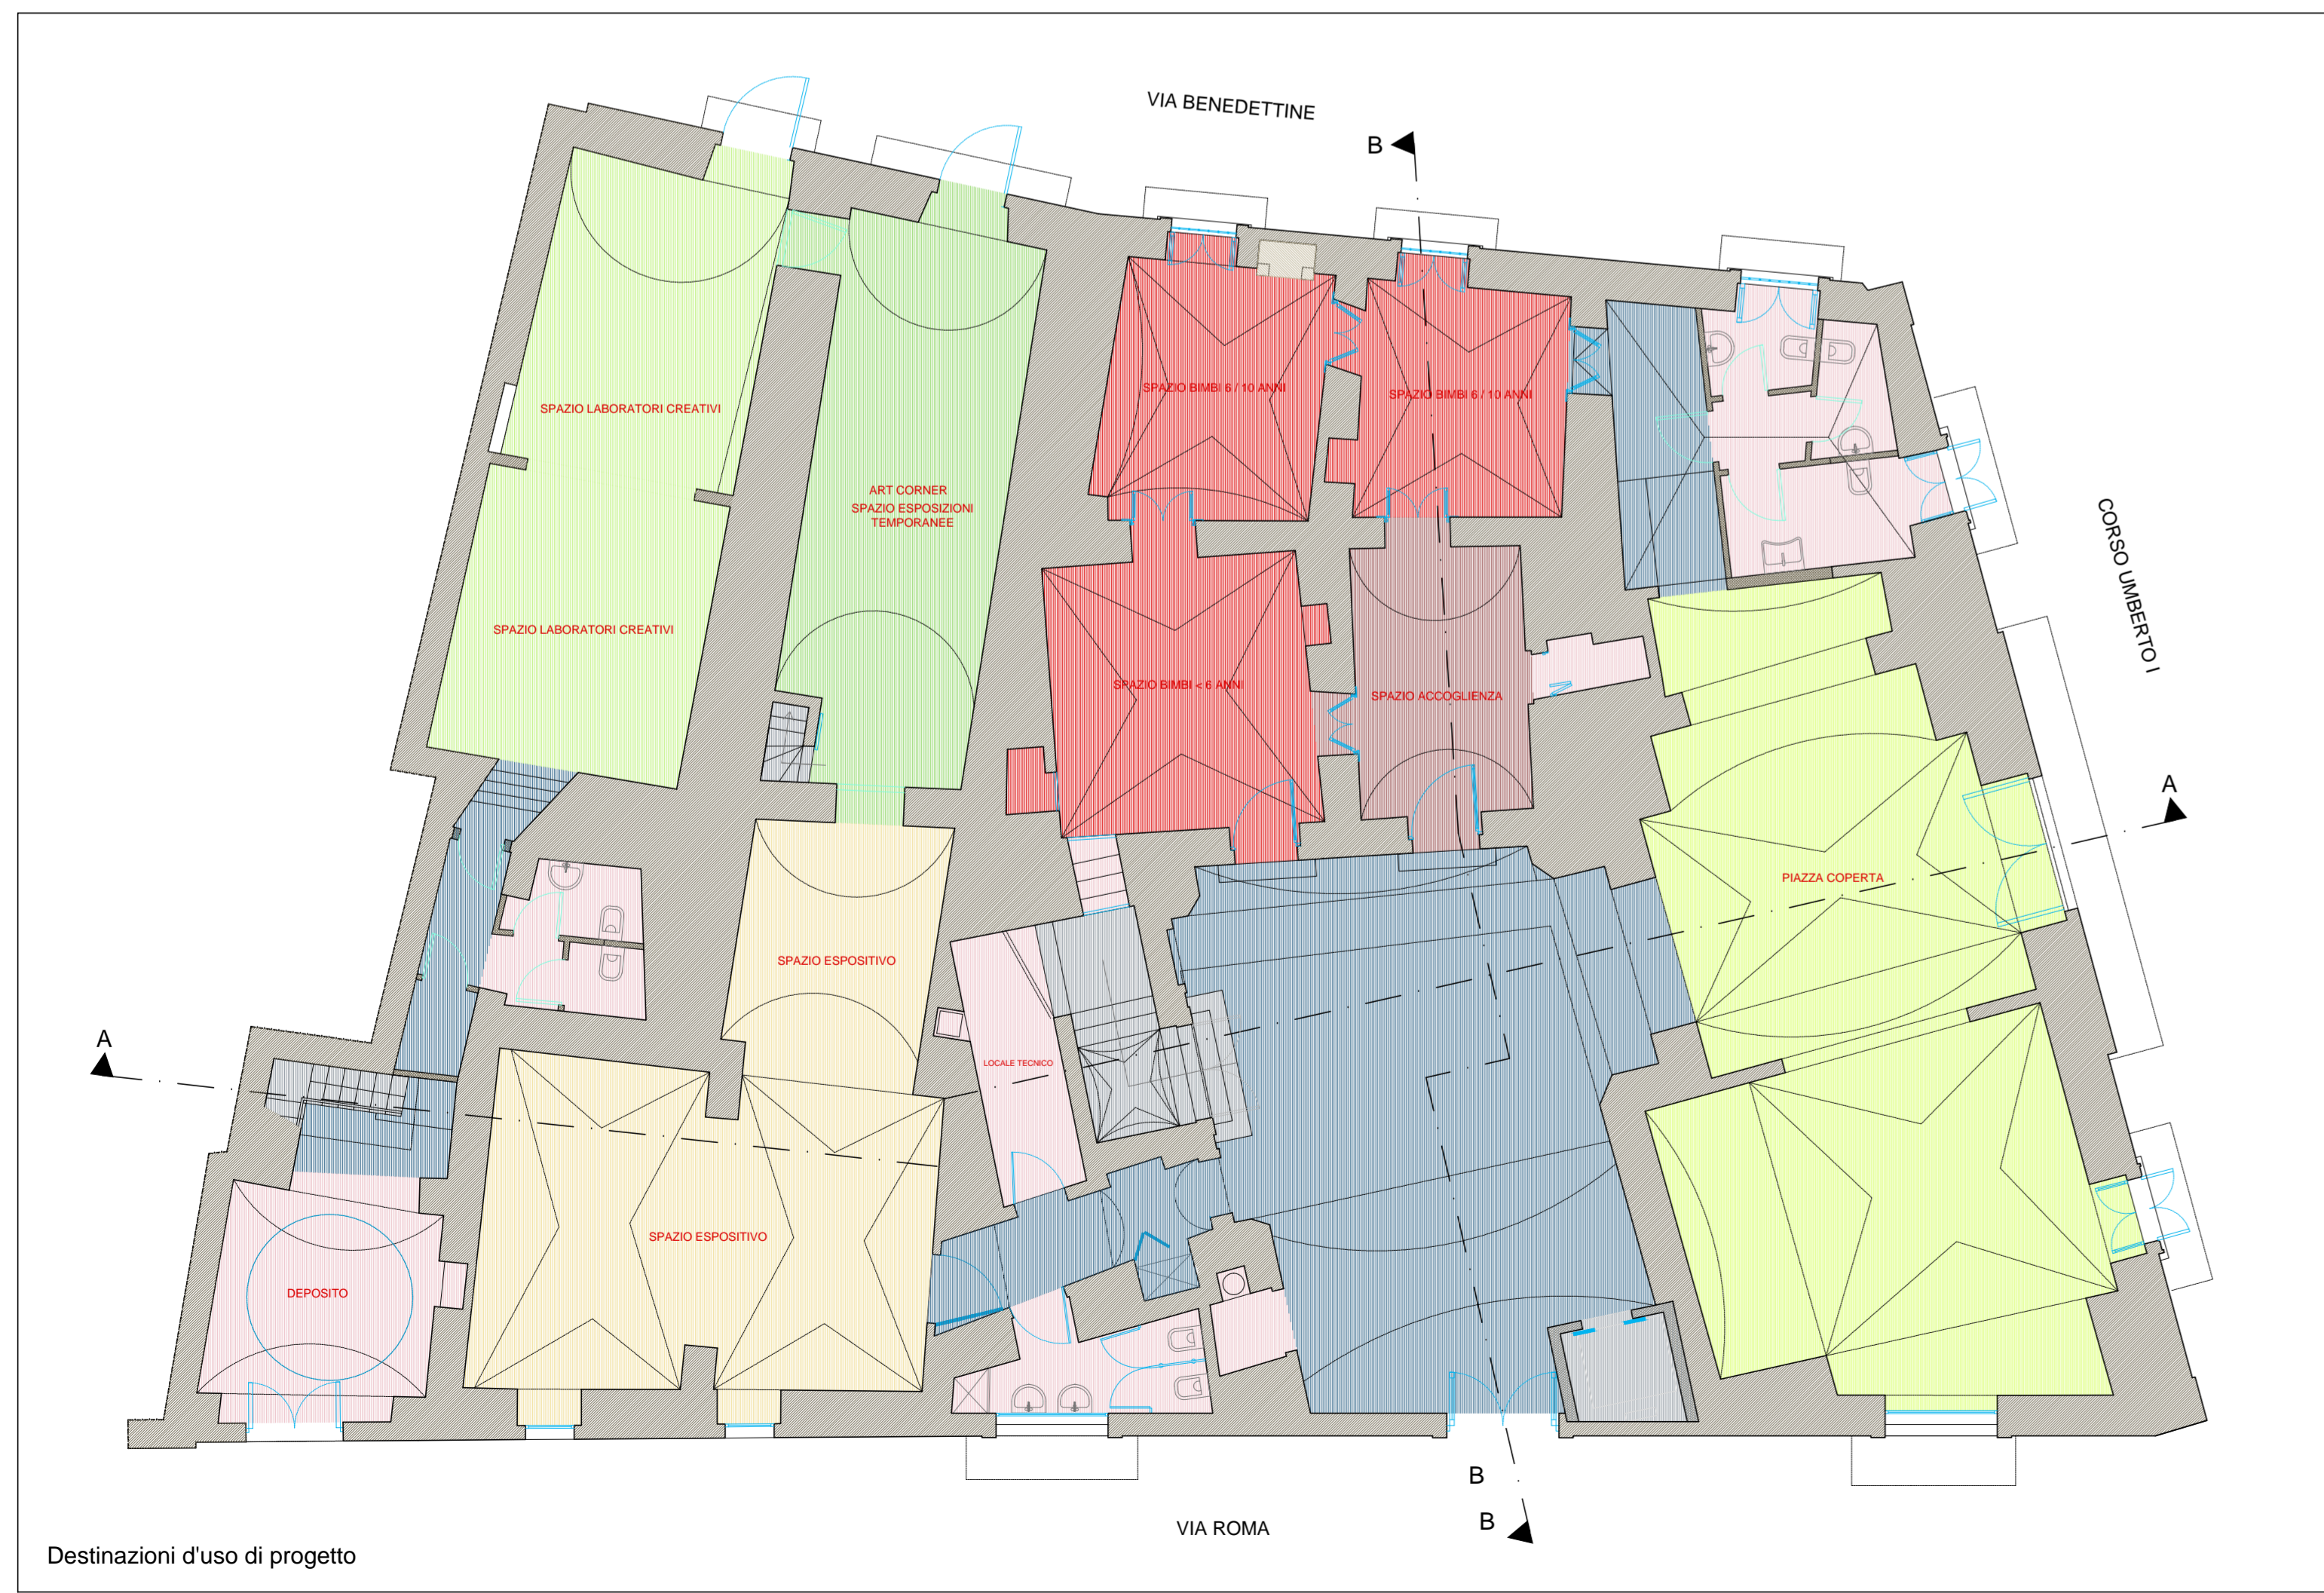 VIA BENEDETTINE
B
SPAZIO BIMBI 6 / 10 ANNI
SPAZIO BIMBI 6 / 10 ANNI
SPAZIO LABORATORI CREATIVI
ART CORNER
SPAZIO ESPOSIZIONI
TEMPORANEE
CORSO UMBERTO I
SPAZIO LABORATORI CREATIVI
SPAZIO BIMBI < 6 ANNI
SPAZIO ACCOGLIENZA
A
PIAZZA COPERTA
SPAZIO ESPOSITIVO
A
LOCALE TECNICO
SPAZIO ESPOSITIVO
DEPOSITO
B
B
VIA ROMA
Destinazioni d'uso di progetto